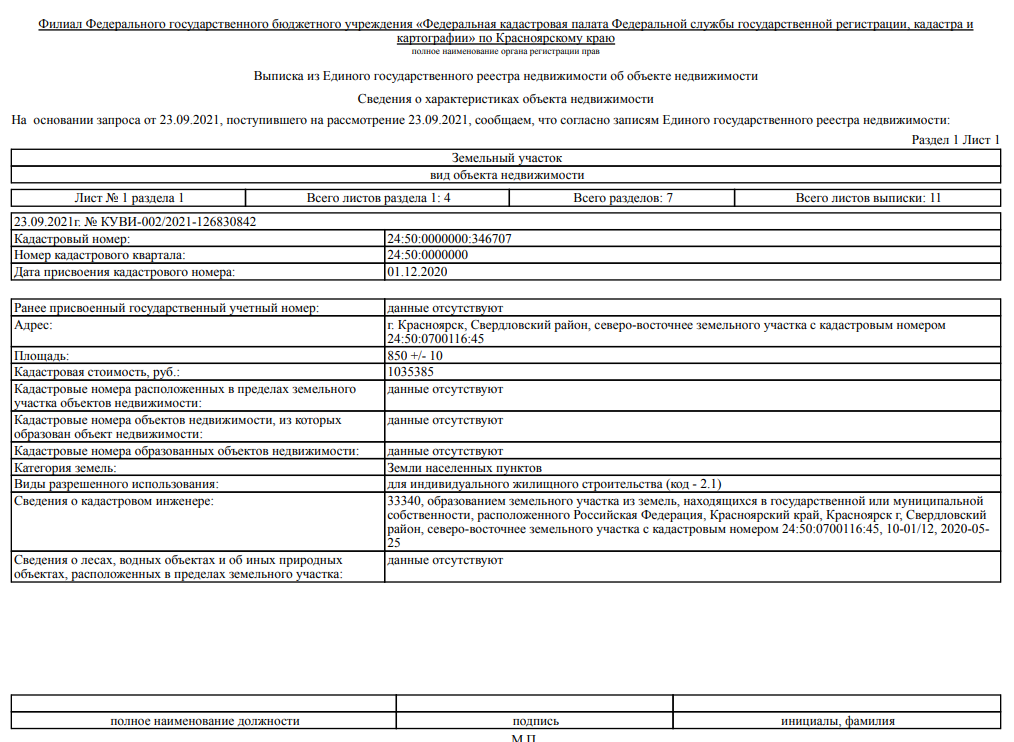 Филиал Федерального государственного бюджетного учреждения «Федеральная кадастровая палата Федеральной службы государственной регистрации, кадастра и
картографии» по Красноярскому краю
полное наименование органа регистрации прав
Выписка из Единого государственного реестра недвижимости об объекте недвижимости
Сведения о характеристиках объекта недвижимости
На основании запроса от 23.09.2021, поступившего на рассмотрение 23.09.2021, сообщаем, что согласно записям Единого государственного реестра недвижимости:
Раздел 1 Лист 1
Земельный участок
вид объекта недвижимости
Лист № 1 раздела 1 Всего листов раздела 1: 4 Всего разделов: 7 Всего листов выписки: 11
23.09.2021г. № КУВИ-002/2021-126830842
Кадастровый номер: 24:50:0000000:346707
Номер кадастрового квартала: 24:50:0000000
Дата присвоения кадастрового номера: 01.12.2020
Ранее присвоенный государственный учетный номер: данные отсутствуют
Адрес: г. Красноярск, Свердловский район, северо-восточнее земельного участка с кадастровым номером
24:50:0700116:45
Площадь: 850 +/- 10
Кадастровая стоимость, руб.: 1035385
Кадастровые номера расположенных в пределах земельного данные отсутствуют
участка объектов недвижимости:
Кадастровые номера объектов недвижимости, из которых данные отсутствуют
образован объект недвижимости:
Кадастровые номера образованных объектов недвижимости: данные отсутствуют
Категория земель: Земли населенных пунктов
Виды разрешенного использования: для индивидуального жилищного строительства (код - 2.1)
Сведения о кадастровом инженере: 33340, образованием земельного участка из земель, находящихся в государственной или муниципальной
собственности, расположенного Российская Федерация, Красноярский край, Красноярск г, Свердловский
район, северо-восточнее земельного участка с кадастровым номером 24:50:0700116:45, 10-01/12, 2020-05-
25
Сведения о лесах, водных объектах и об иных природных данные отсутствуют
объектах, расположенных в пределах земельного участка:
полное наименование должности подпись инициалы, фамилия
М.П.